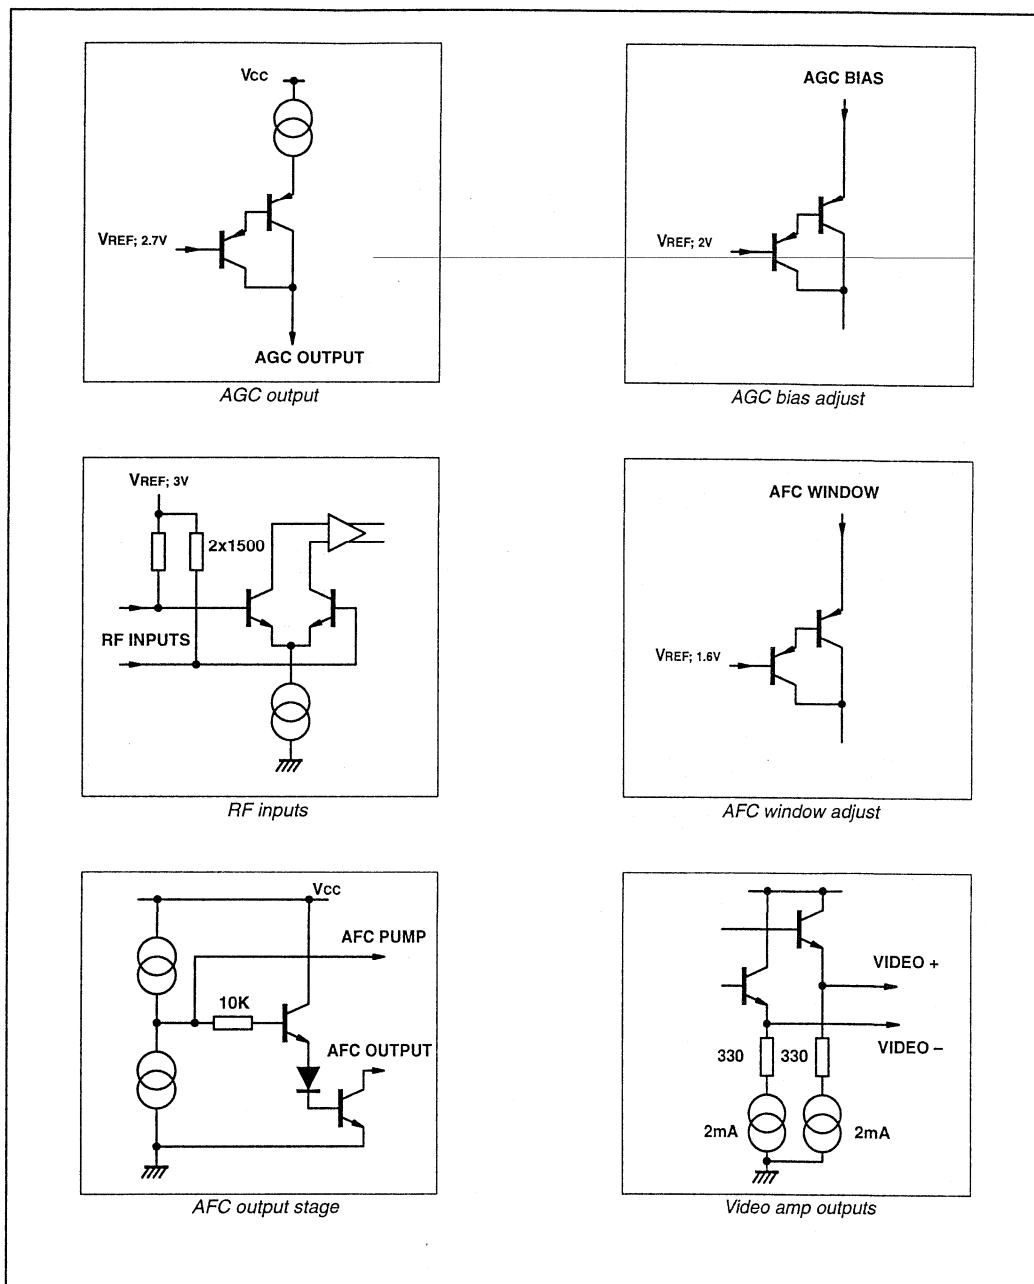 VCC
VREF; 2.7V
AGC OUTPUT
AGC output
AGC BIAS
VREF; 2V
AGC bias adjust
VREF; 3V
2x1500
RF INPUTS
RF inputs
AFC WINDOW
VREF; 1.6V
AFC window adjust
VCC
AFC PUMP
10K
AFC OUTPUT
AFC output stage
VIDEO +
VIDEO –
330 330
2mA 2mA
Video amp outputs